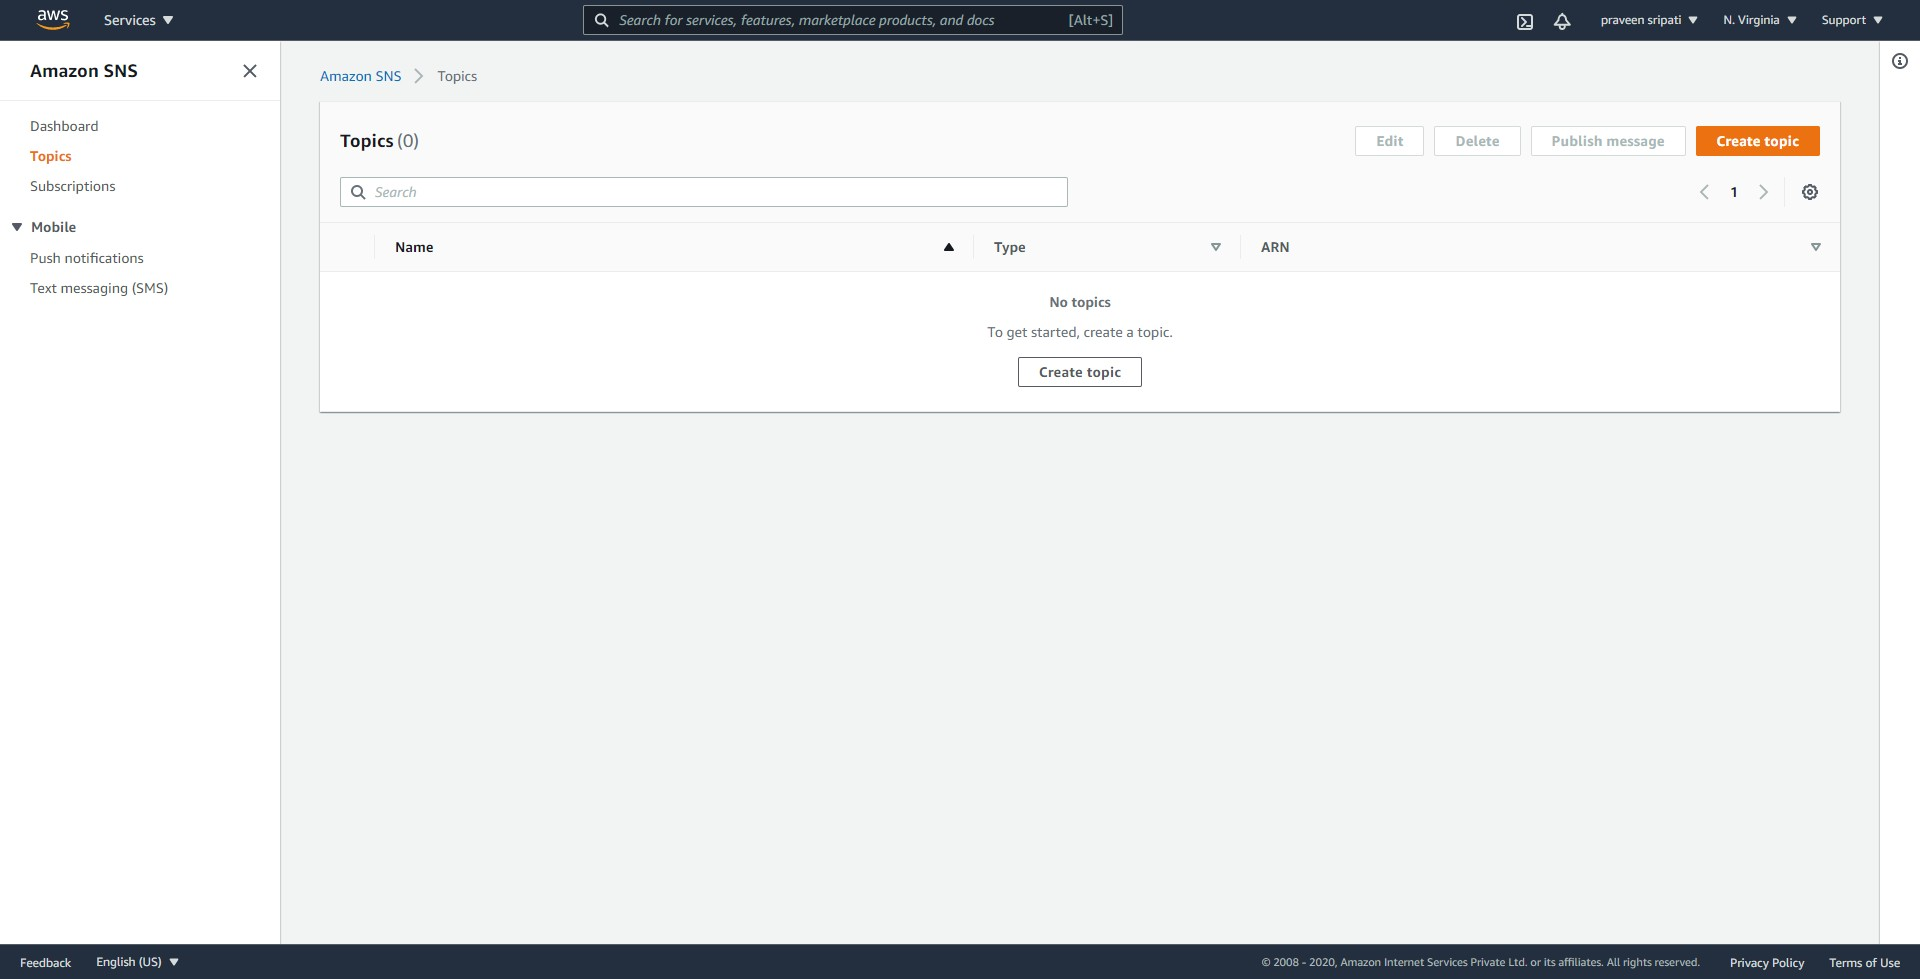 aws
Services
Search for services, features, marketplace products, and docs [Alt+S]
praveen sripati
N. Virginia
Support
Amazon SNS
Dashboard
Topics
Subscriptions
Mobile
Push notifications
Text messaging (SMS)
Amazon SNS Topics
Topics (0)
Edit
Delete
Publish message
Create topic
Search
1
Name Type ARN
No topics
To get started, create a topic.
Create topic
Feedback
English (US)
© 2008 - 2020, Amazon Internet Services Private Ltd. or its affiliates. All rights reserved.
Privacy Policy
Terms of Use